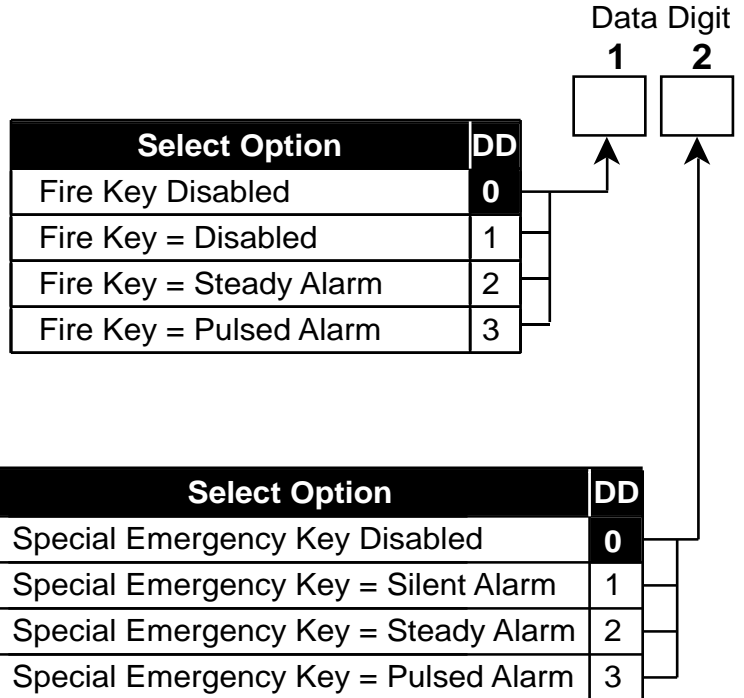 Data Digit
1 2
Select Option DD
Fire Key Disabled 0
Fire Key = Disabled 1
Fire Key = Steady Alarm 2
Fire Key = Pulsed Alarm 3
Select Option DD
Special Emergency Key Disabled 0
Special Emergency Key = Silent Alarm 1
Special Emergency Key = Steady Alarm 2
Special Emergency Key = Pulsed Alarm 3